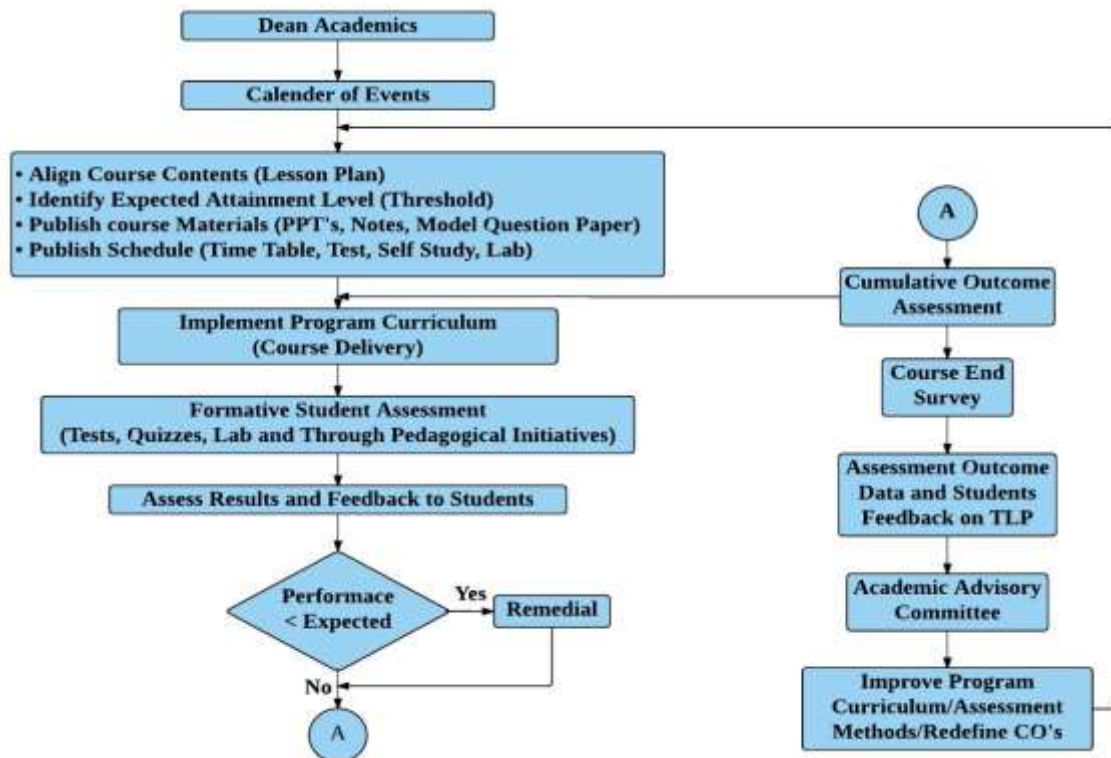 Dean Academics
Calender of Events
• Align Course Contents (Lesson Plan)
• Identify Expected Attainment Level (Threshold)
• Publish course Materials (PPT's, Notes, Model Question Paper)
• Publish Schedule (Time Table, Test, Self Study, Lab)
Implement Program Curriculum
(Course Delivery)
Formative Student Assessment
(Tests, Quizzes, Lab and Through Pedagogical Initiatives)
Assess Results and Feedback to Students
Performace
< Expected
Yes
Remedial
No
A
A
Cumulative Outcome
Assessment
Course End
Survey
Assessment Outcome
Data and Students
Feedback on TLP
Academic Advisory
Committee
Improve Program
Curriculum/Assessment
Methods/Redefine CO's